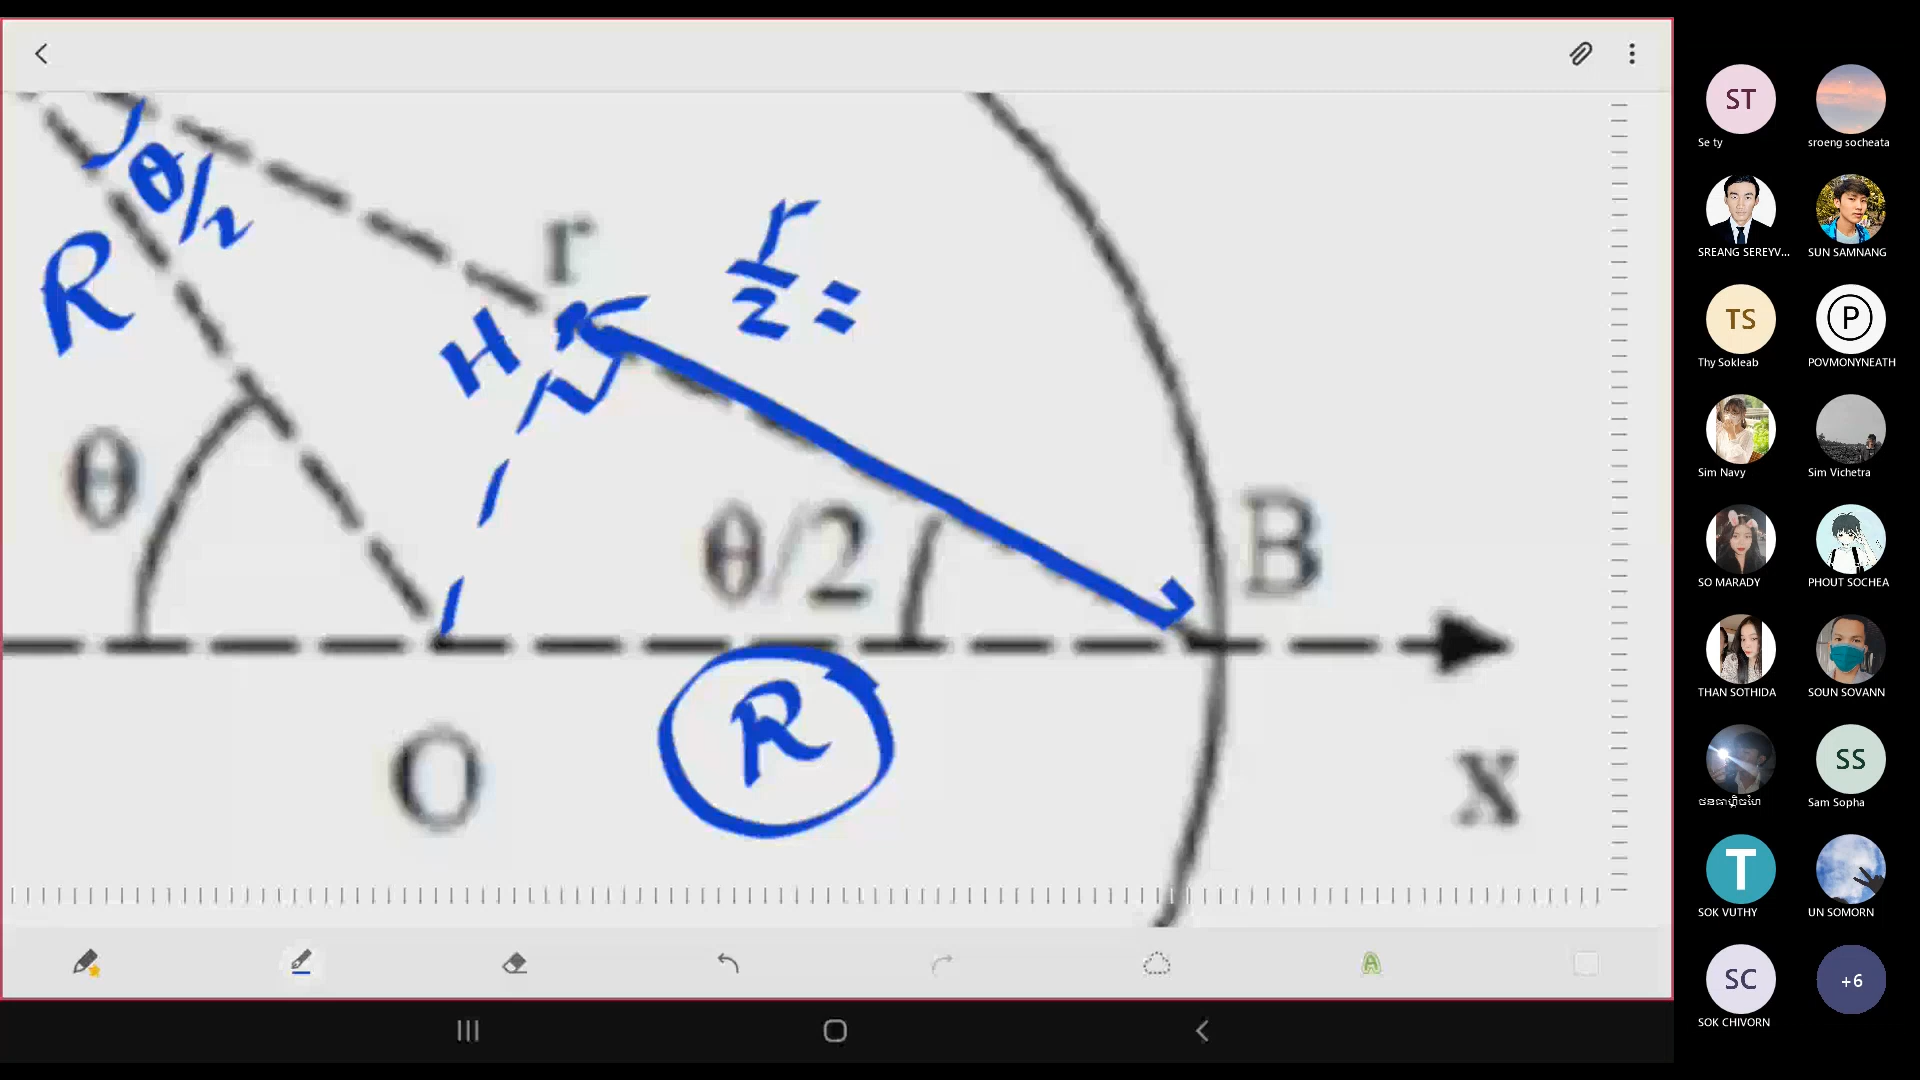 θ/2
R
r
r/2 =
H
θ
θ/2
B
R
O
x
A
ST
Se ty
sroeng socheata
SREANG SEREYV...
SUN SAMNANG
TS
Thy Sokleab
P
POVMONYNEATH
Sim Navy
Sim Vichetra
SO MARADY
PHOUT SOCHEA
THAN SOTHIDA
SOUN SOVANN
SS
Sam Sopha
T
SOK VUTHY
UN SOMORN
SC
SOK CHIVORN
+6